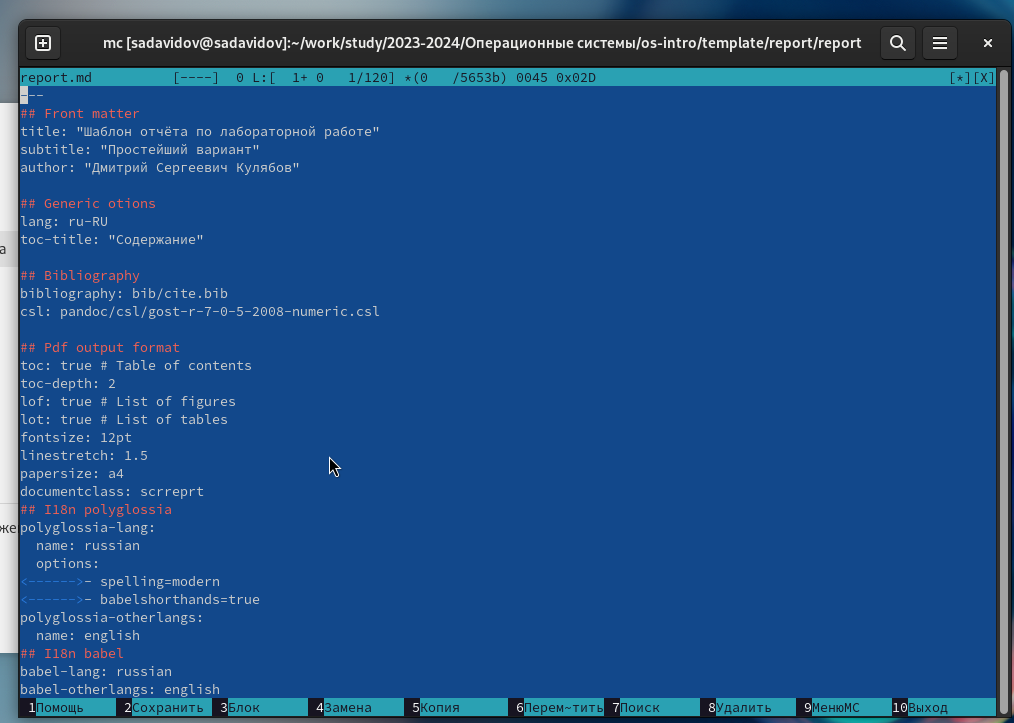 mc [sadavidov@sadavidov]:~/work/study/2023-2024/Операционные системы/os-intro/template/report/report
report.md [----] 0 L:[ 1+ 0 1/120] *(0 /5653b) 0045 0x02D [*][X]
---
## Front matter
title: "Шаблон отчёта по лабораторной работе"
subtitle: "Простейший вариант"
author: "Дмитрий Сергеевич Кулябов"
## Generic otions
lang: ru-RU
toc-title: "Содержание"
## Bibliography
bibliography: bib/cite.bib
csl: pandoc/csl/gost-r-7-0-5-2008-numeric.csl
## Pdf output format
toc: true # Table of contents
toc-depth: 2
lof: true # List of figures
lot: true # List of tables
fontsize: 12pt
linestretch: 1.5
papersize: a4
documentclass: scrreprt
## I18n polyglossia
polyglossia-lang:
  name: russian
  options:
<------>- spelling=modern
<------>- babelshorthands=true
polyglossia-otherlangs:
  name: english
## I18n babel
babel-lang: russian
babel-otherlangs: english
1Помощь 2Сохранить 3Блок 4Замена 5Копия 6Перем~тить 7Поиск 8Удалить 9МенюMC 10Выход